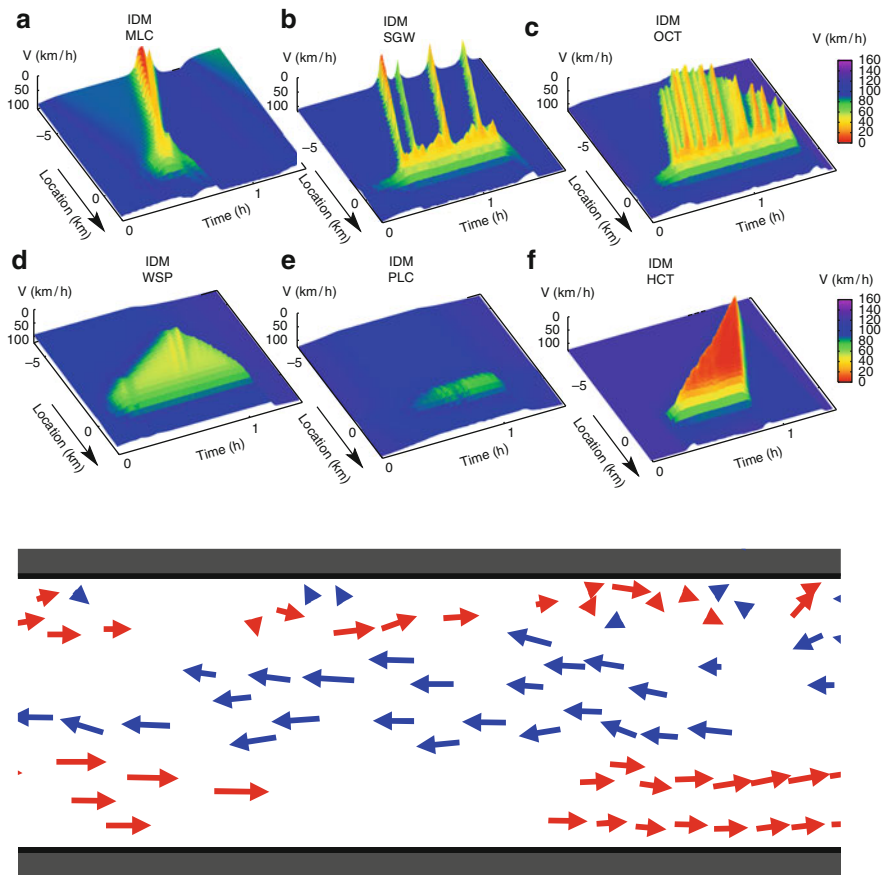 a
IDM
MLC
V (km/h)
0
50
100
−5
0
Location (km)
0
1
Time (h)
b
IDM
SGW
V (km/h)
0
50
100
−5
0
Location (km)
0
1
Time (h)
c
IDM
OCT
V (km/h)
0
50
100
−5
0
Location (km)
0
1
Time (h)
V (km/h)
160
140
120
100
80
60
40
20
0
d
IDM
WSP
V (km/h)
0
50
100
−5
0
Location (km)
0
1
Time (h)
e
IDM
PLC
V (km/h)
0
50
100
−5
0
Location (km)
0
1
Time (h)
f
IDM
HCT
V (km/h)
0
50
100
−5
0
Location (km)
0
1
Time (h)
V (km/h)
160
140
120
100
80
60
40
20
0